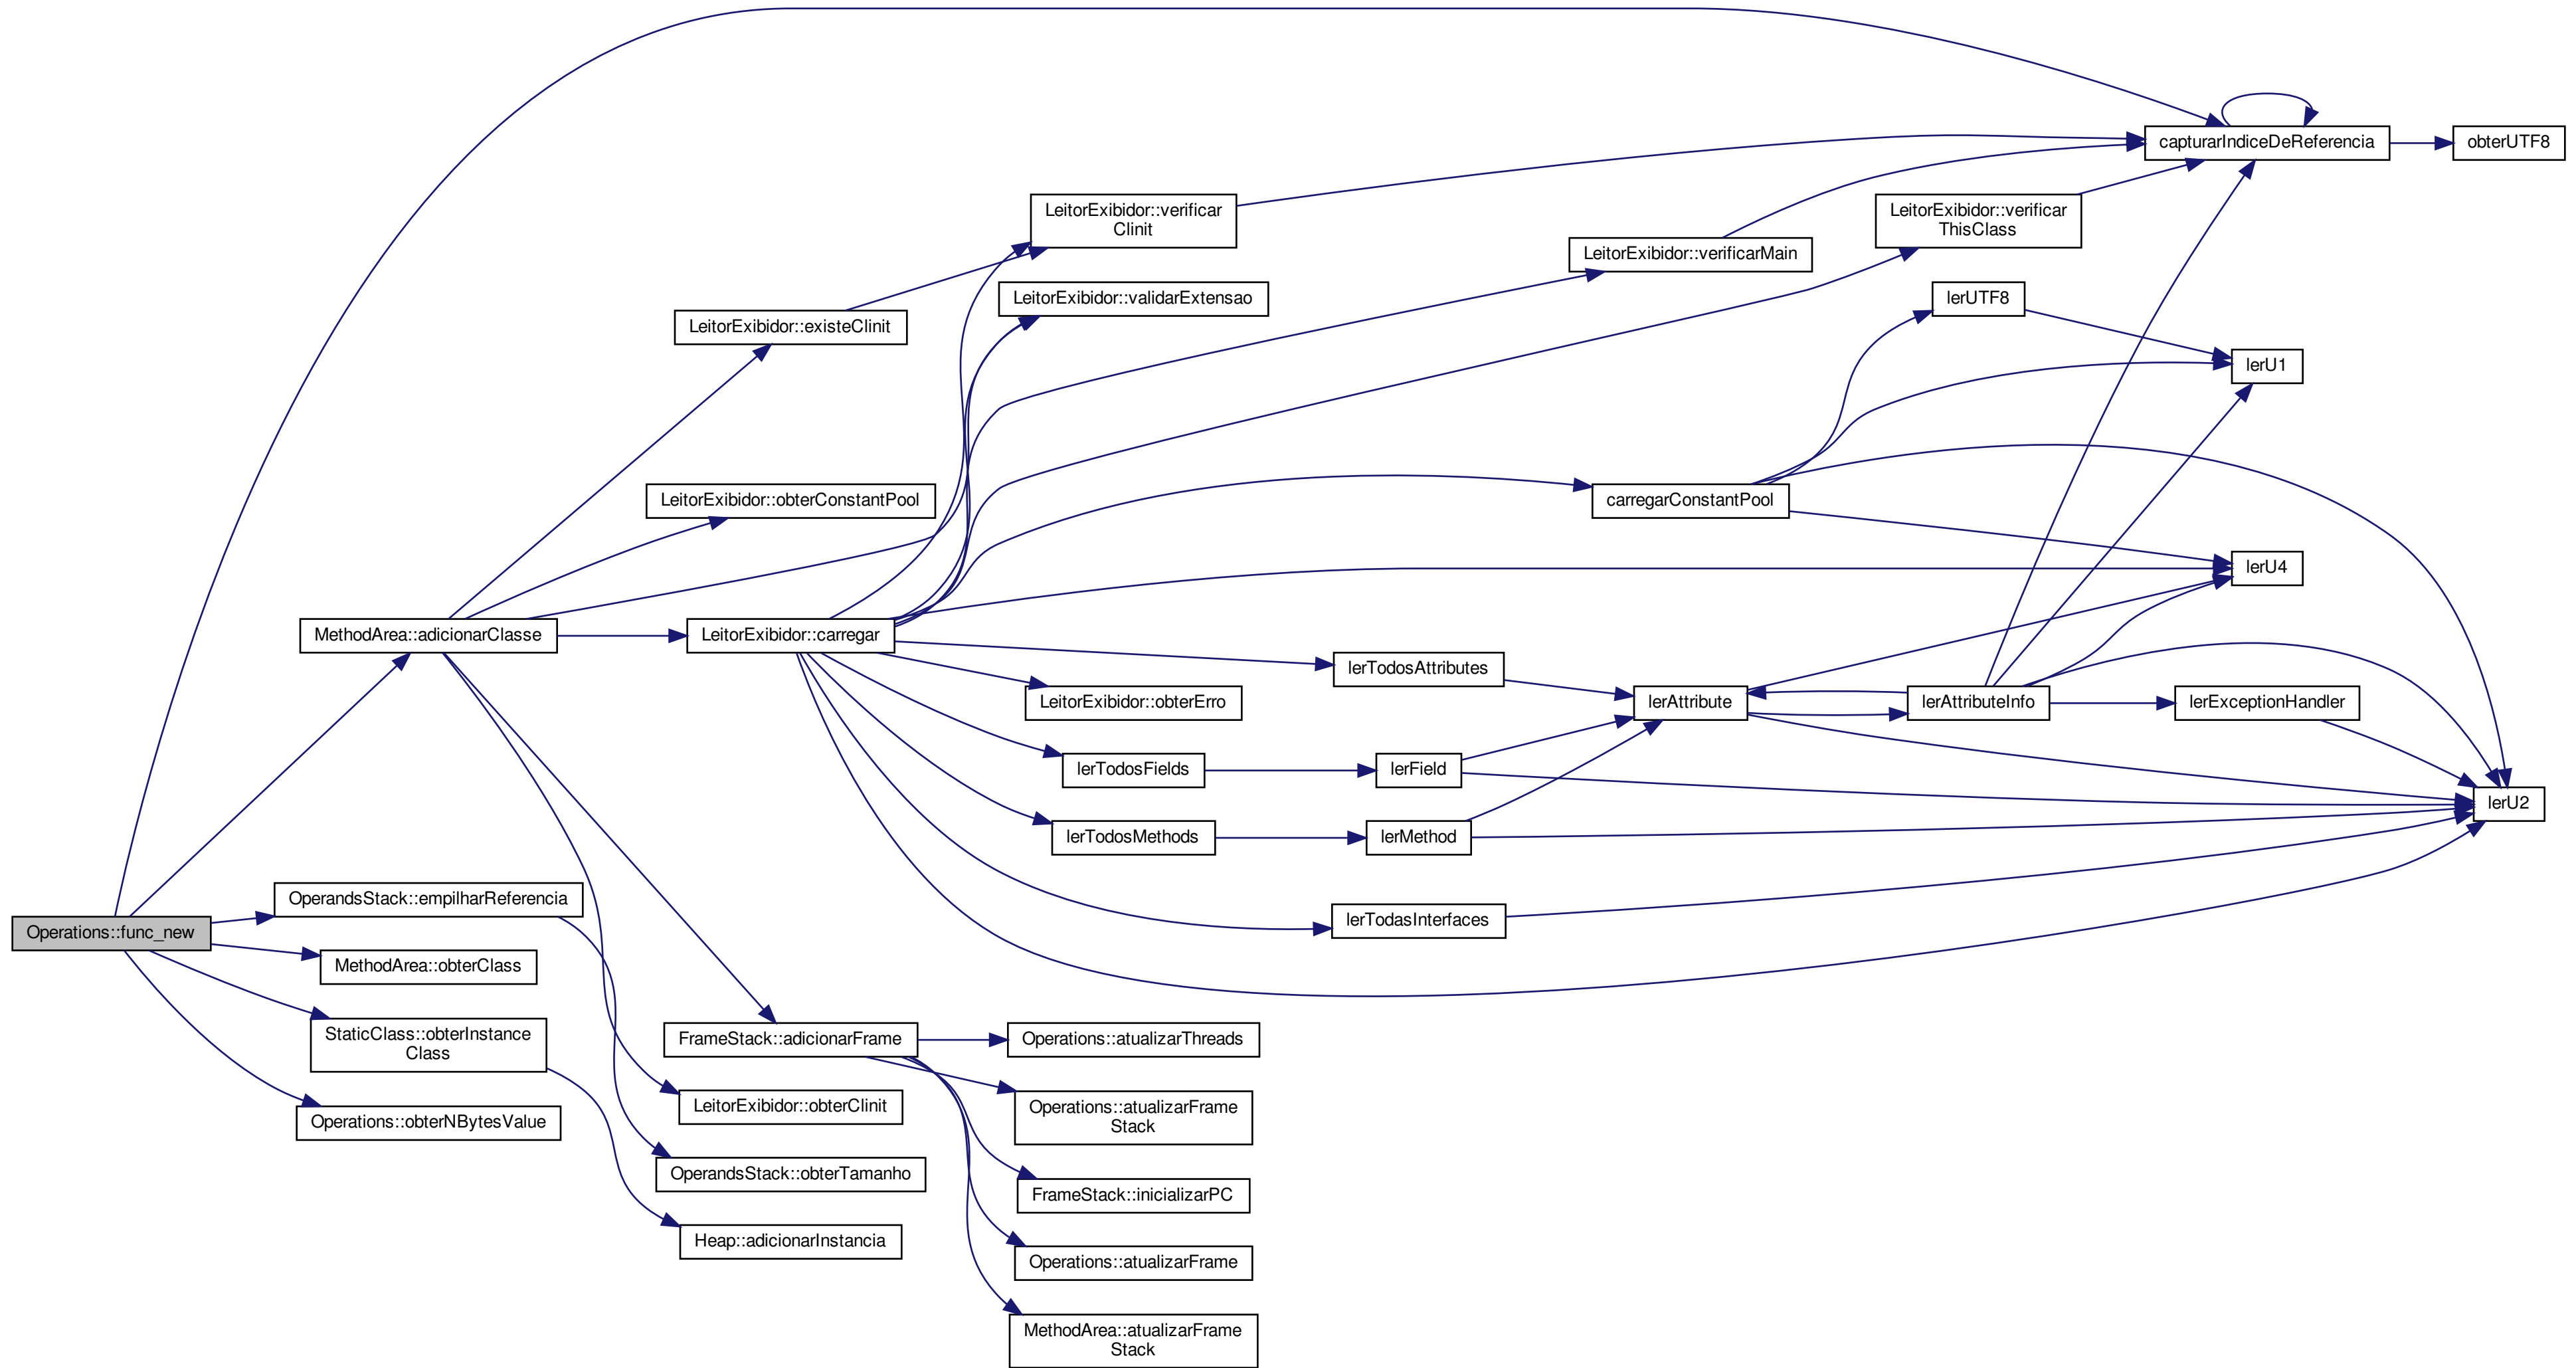 capturarIndiceDeReferencia
obterUTF8
LeitorExibidor::verificar
Clinit
LeitorExibidor::verificar
ThisClass
LeitorExibidor::verificarMain
LeitorExibidor::validarExtensao
lerUTF8
LeitorExibidor::existeClinit
lerU1
LeitorExibidor::obterConstantPool
carregarConstantPool
lerU4
MethodArea::adicionarClasse
LeitorExibidor::carregar
lerTodosAttributes
LeitorExibidor::obterErro
lerAttribute
lerAttributeInfo
lerExceptionHandler
lerTodosFields
lerField
lerU2
lerTodosMethods
lerMethod
OperandsStack::empilharReferencia
lerTodasInterfaces
Operations::func_new
MethodArea::obterClass
StaticClass::obterInstance
Class
FrameStack::adicionarFrame
Operations::atualizarThreads
LeitorExibidor::obterClinit
Operations::atualizarFrame
Stack
Operations::obterNBytesValue
OperandsStack::obterTamanho
FrameStack::inicializarPC
Heap::adicionarInstancia
Operations::atualizarFrame
MethodArea::atualizarFrame
Stack